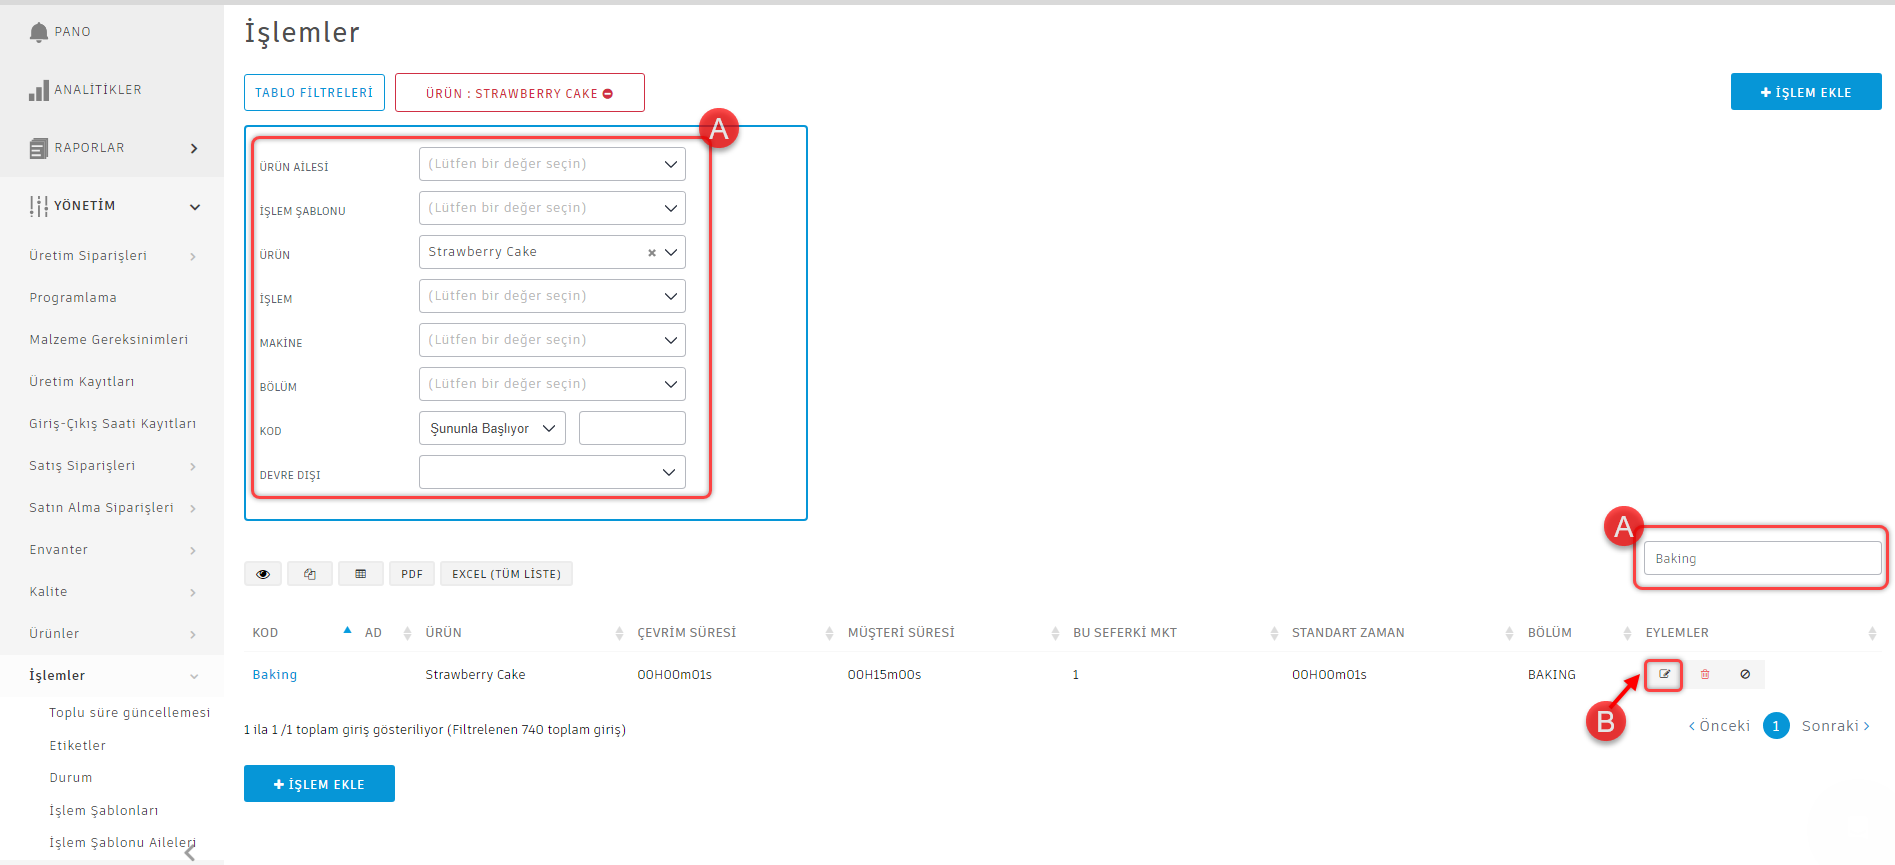 PANO
ANALİTİKLER
RAPORLAR
YÖNETİM
Üretim Siparişleri
Programlama
Malzeme Gereksinimleri
Üretim Kayıtları
Giriş-Çıkış Saati Kayıtları
Satış Siparişleri
Satın Alma Siparişleri
Envanter
Kalite
Ürünler
İşlemler
Toplu süre güncellemesi
Etiketler
Durum
İşlem Şablonları
İşlem Şablonu Aileleri
İşlemler
TABLO FİLTRELERİ
ÜRÜN : STRAWBERRY CAKE
İŞLEM EKLE
A
ÜRÜN AİLESİ (Lütfen bir değer seçin)
İŞLEM ŞABLONU (Lütfen bir değer seçin)
ÜRÜN Strawberry Cake
İŞLEM (Lütfen bir değer seçin)
MAKİNE (Lütfen bir değer seçin)
BÖLÜM (Lütfen bir değer seçin)
KOD Şununla Başlıyor
DEVRE DIŞI
A
Baking
PDF EXCEL (TÜM LİSTE)
KOD AD ÜRÜN ÇEVRİM SÜRESİ MÜŞTERİ SÜRESİ BU SEFERKİ MKT STANDART ZAMAN BÖLÜM EYLEMLER
Baking Strawberry Cake 00H00m01s 00H15m00s 1 00H00m01s BAKING
B
1 ila 1 /1 toplam giriş gösteriliyor (Filtrelenen 740 toplam giriş)
Önceki 1 Sonraki
İŞLEM EKLE